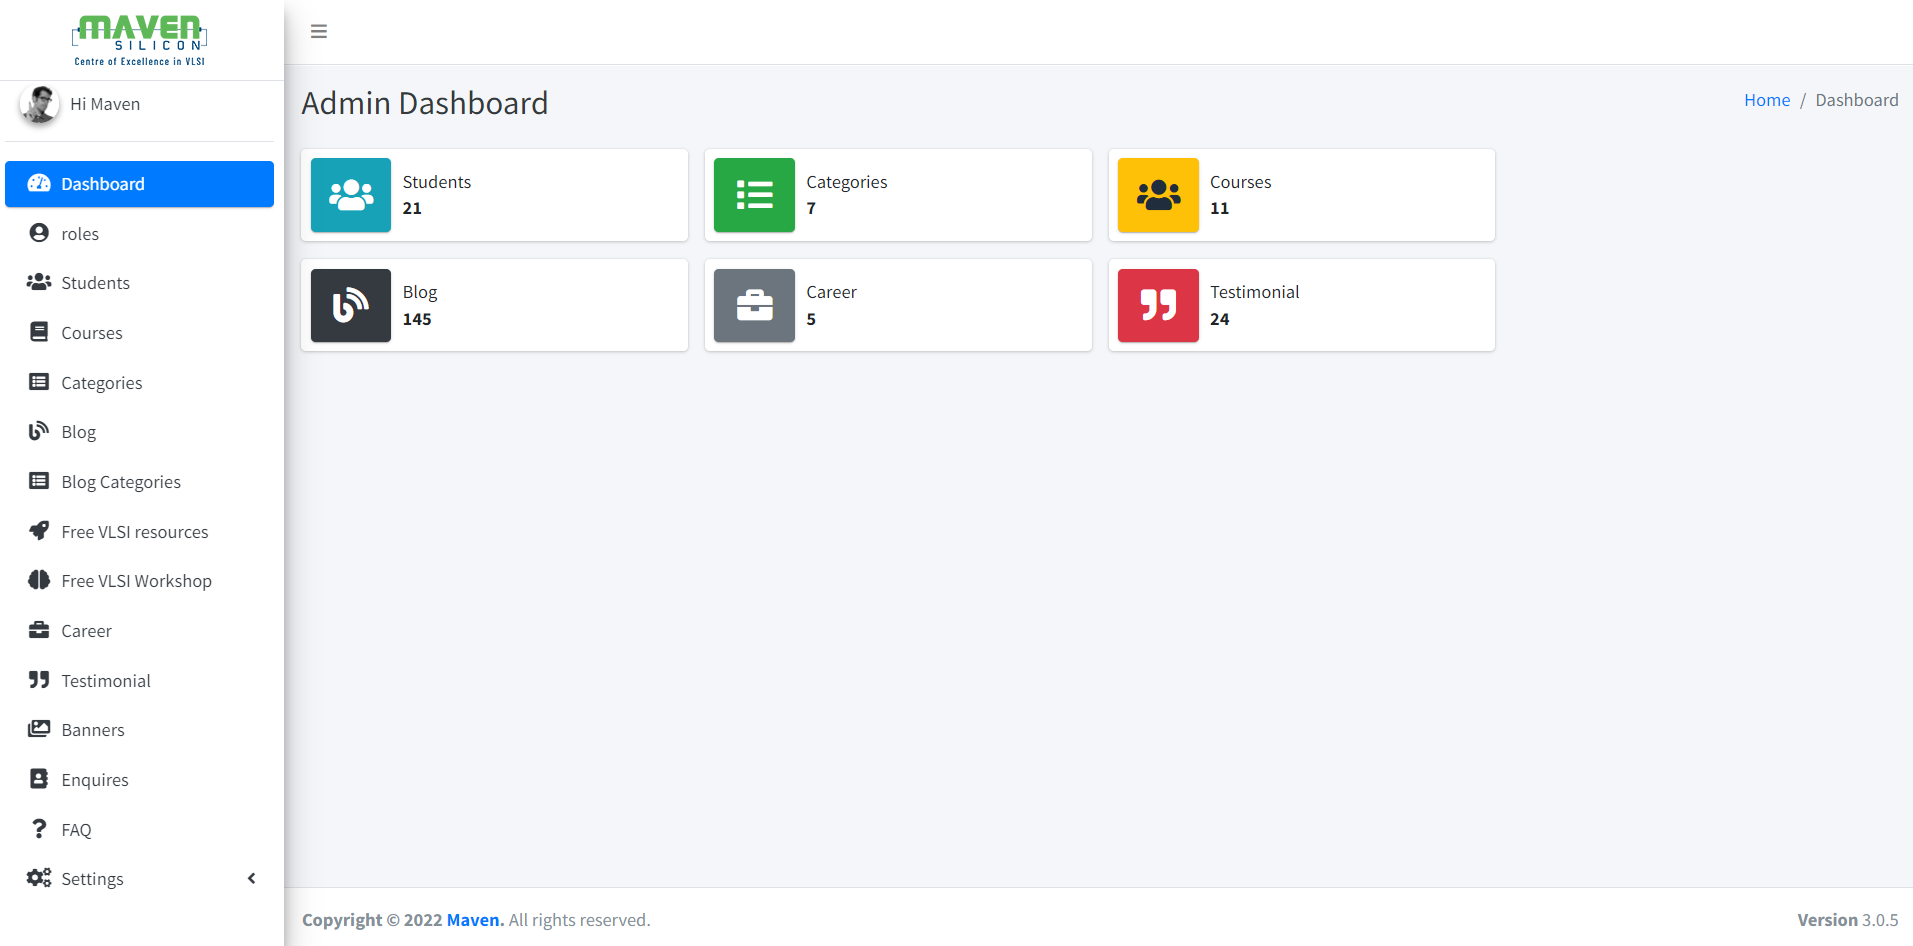 MAVEN
SILICON
Centre of Excellence in VLSI
Hi Maven
Dashboard
roles
Students
Courses
Categories
Blog
Blog Categories
Free VLSI resources
Free VLSI Workshop
Career
Testimonial
Banners
Enquires
FAQ
Settings
Admin Dashboard
Home / Dashboard
Students
21
Categories
7
Courses
11
Blog
145
Career
5
Testimonial
24
Copyright © 2022 Maven. All rights reserved.
Version 3.0.5